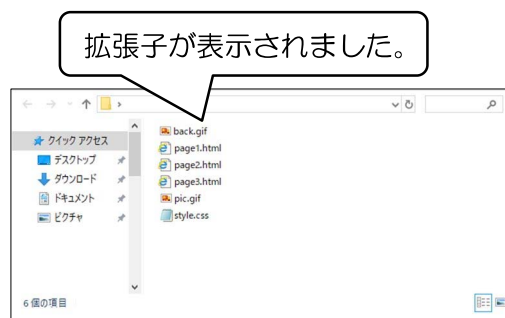 拡張子が表示されました。
クイック アクセス
デスクトップ
ダウンロード
ドキュメント
ピクチャ
back.gif
page1.html
page2.html
page3.html
pic.gif
style.css
6 個の項目